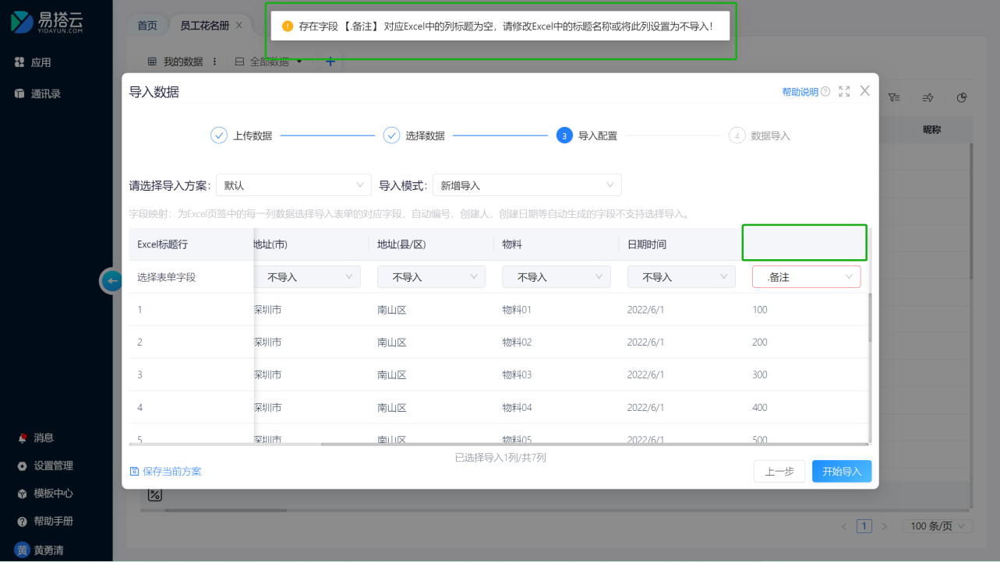 易搭云
YIDAYUN.COM
首页
员工花名册
存在字段 【.备注】 对应Excel中的列标题为空，请修改Excel中的标题名称或将此列设置为不导入！
应用
我的数据
全部数据
通讯录
昵称
导入数据
帮助说明
上传数据
选择数据
3 导入配置
4 数据导入
请选择导入方案： 默认 导入模式： 新增导入
字段映射：为Excel页签中的每一列数据选择导入表单的对应字段，自动编号，创建人，创建日期等自动生成的字段不支持选择导入。
Excel标题行 地址(市) 地址(县/区) 物料 日期时间
选择表单字段 不导入 不导入 不导入 不导入 .备注
1 深圳市 南山区 物料01 2022/6/1 100
2 深圳市 南山区 物料02 2022/6/1 200
3 深圳市 南山区 物料03 2022/6/1 300
4 深圳市 南山区 物料04 2022/6/1 400
5 深圳市 南山区 物料05 2022/6/1 500
已选择导入1列/共7列
保存当前方案
上一步
开始导入
消息
设置管理
模板中心
帮助手册
黄 黄勇清
1
100 条/页